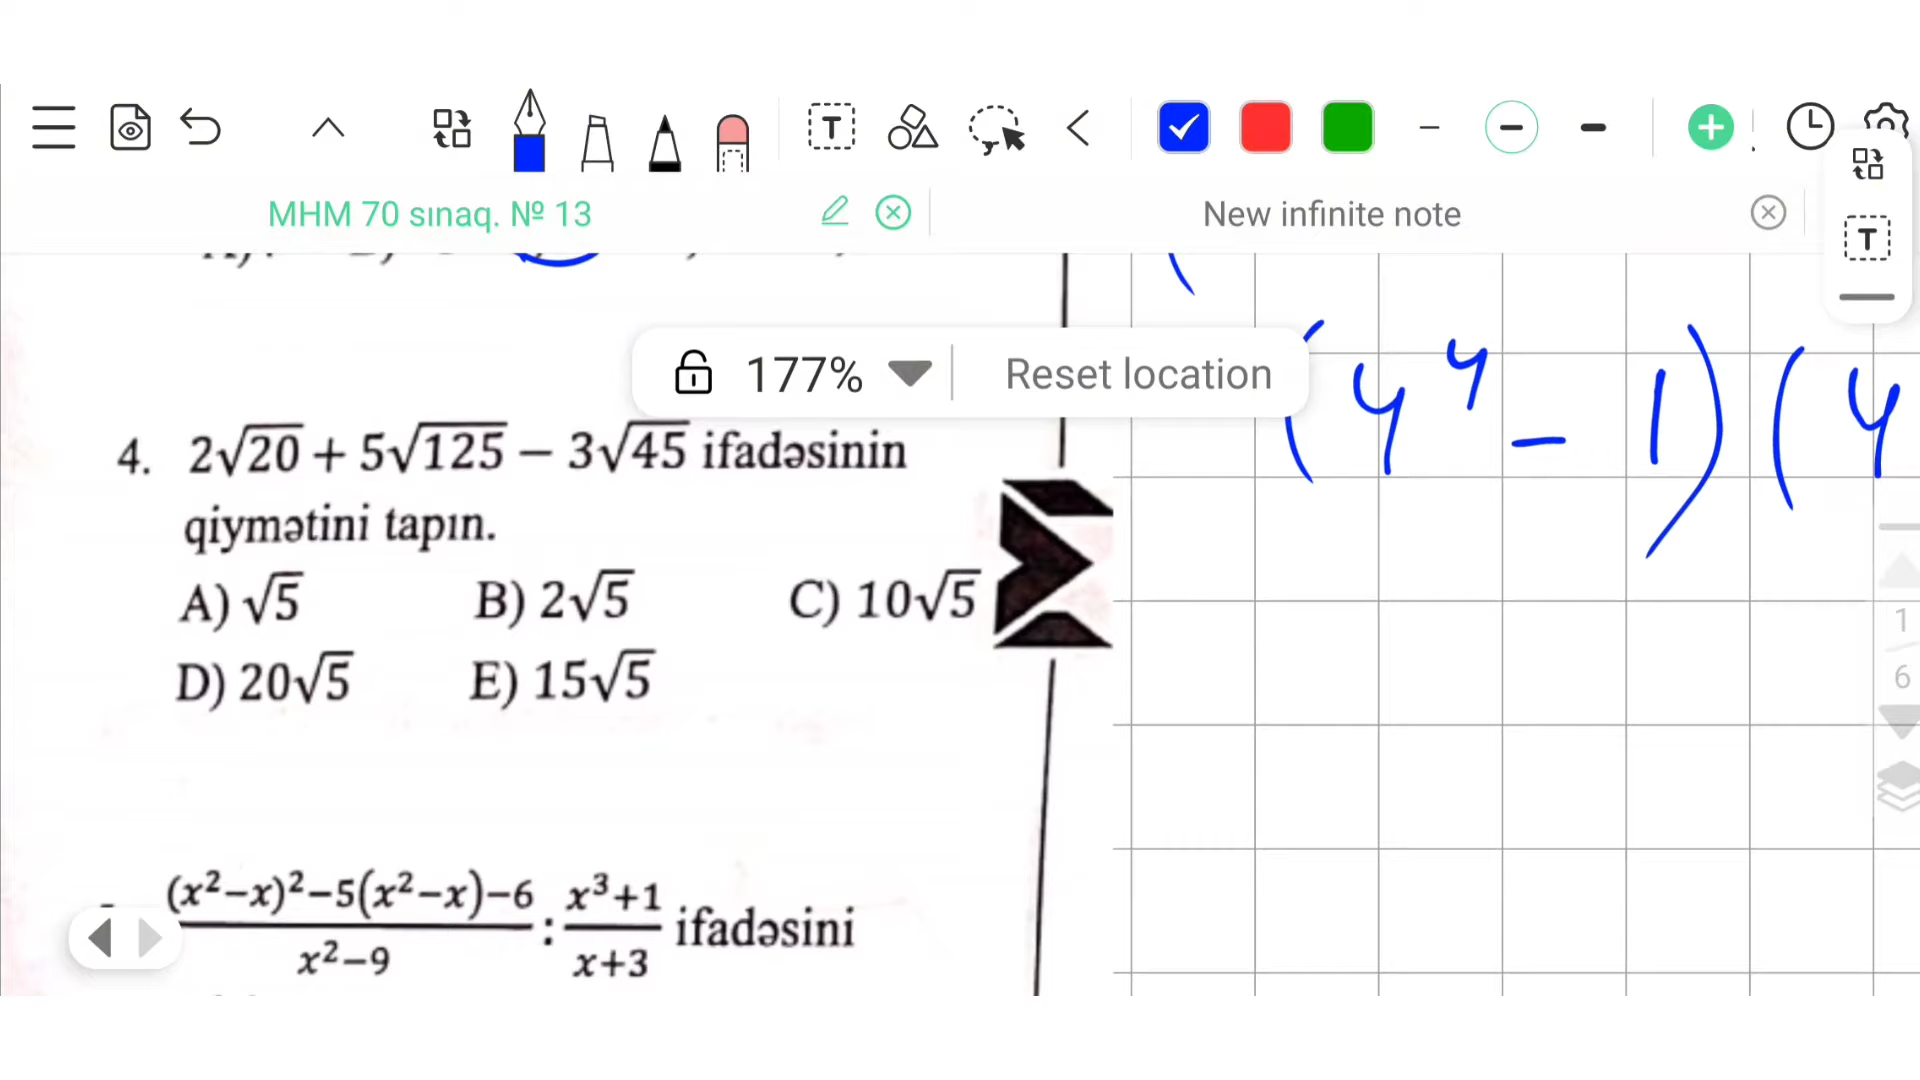 T
T
MHM 70 sınaq. № 13
New infinite note
177%
Reset location
(4⁴ - 1)(4
4. 2√20 + 5√125 − 3√45 ifadəsinin
qiymətini tapın.
A) √5 B) 2√5 C) 10√5
D) 20√5 E) 15√5
1
6
(x²−x)²−5(x²−x)−6 / x²−9 : x³+1 / x+3 ifadəsini